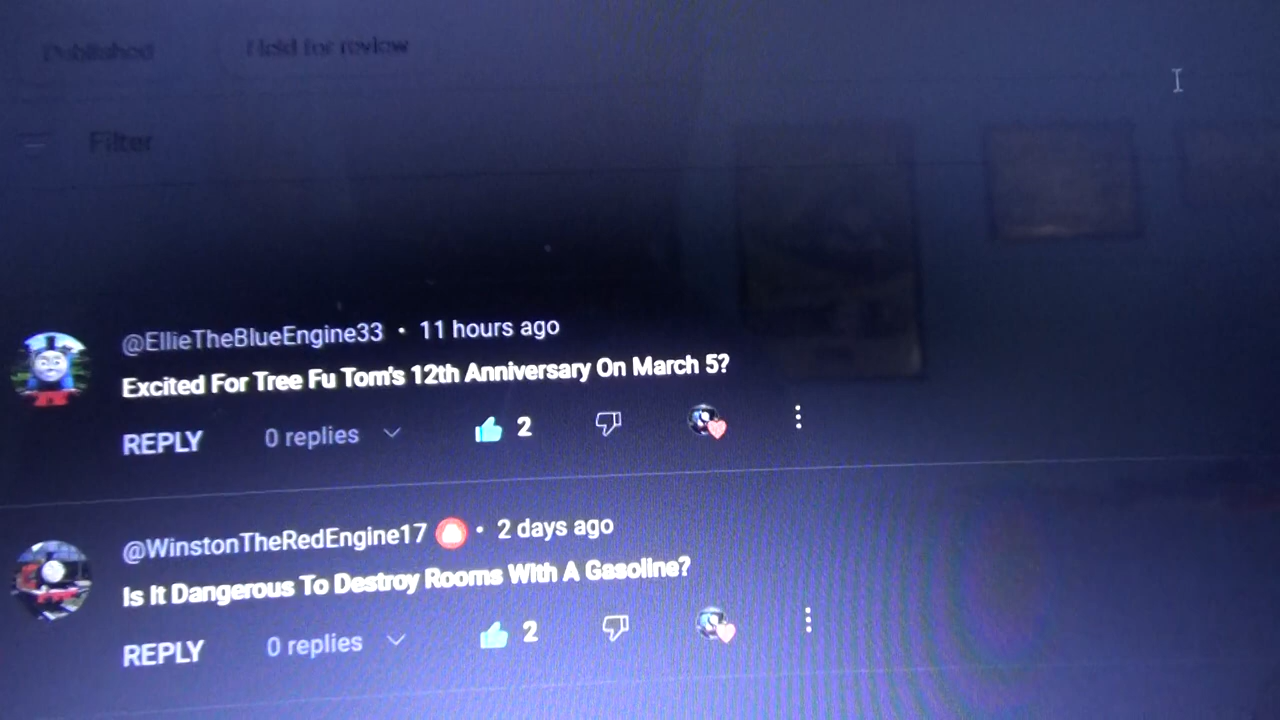 Published Hold for review
Filter
@EllieTheBlueEngine33 • 11 hours ago
Excited For Tree Fu Tom's 12th Anniversary On March 5?
REPLY 0 replies 2
@WinstonTheRedEngine17 • 2 days ago
Is It Dangerous To Destroy Rooms With A Gasoline?
REPLY 0 replies 2